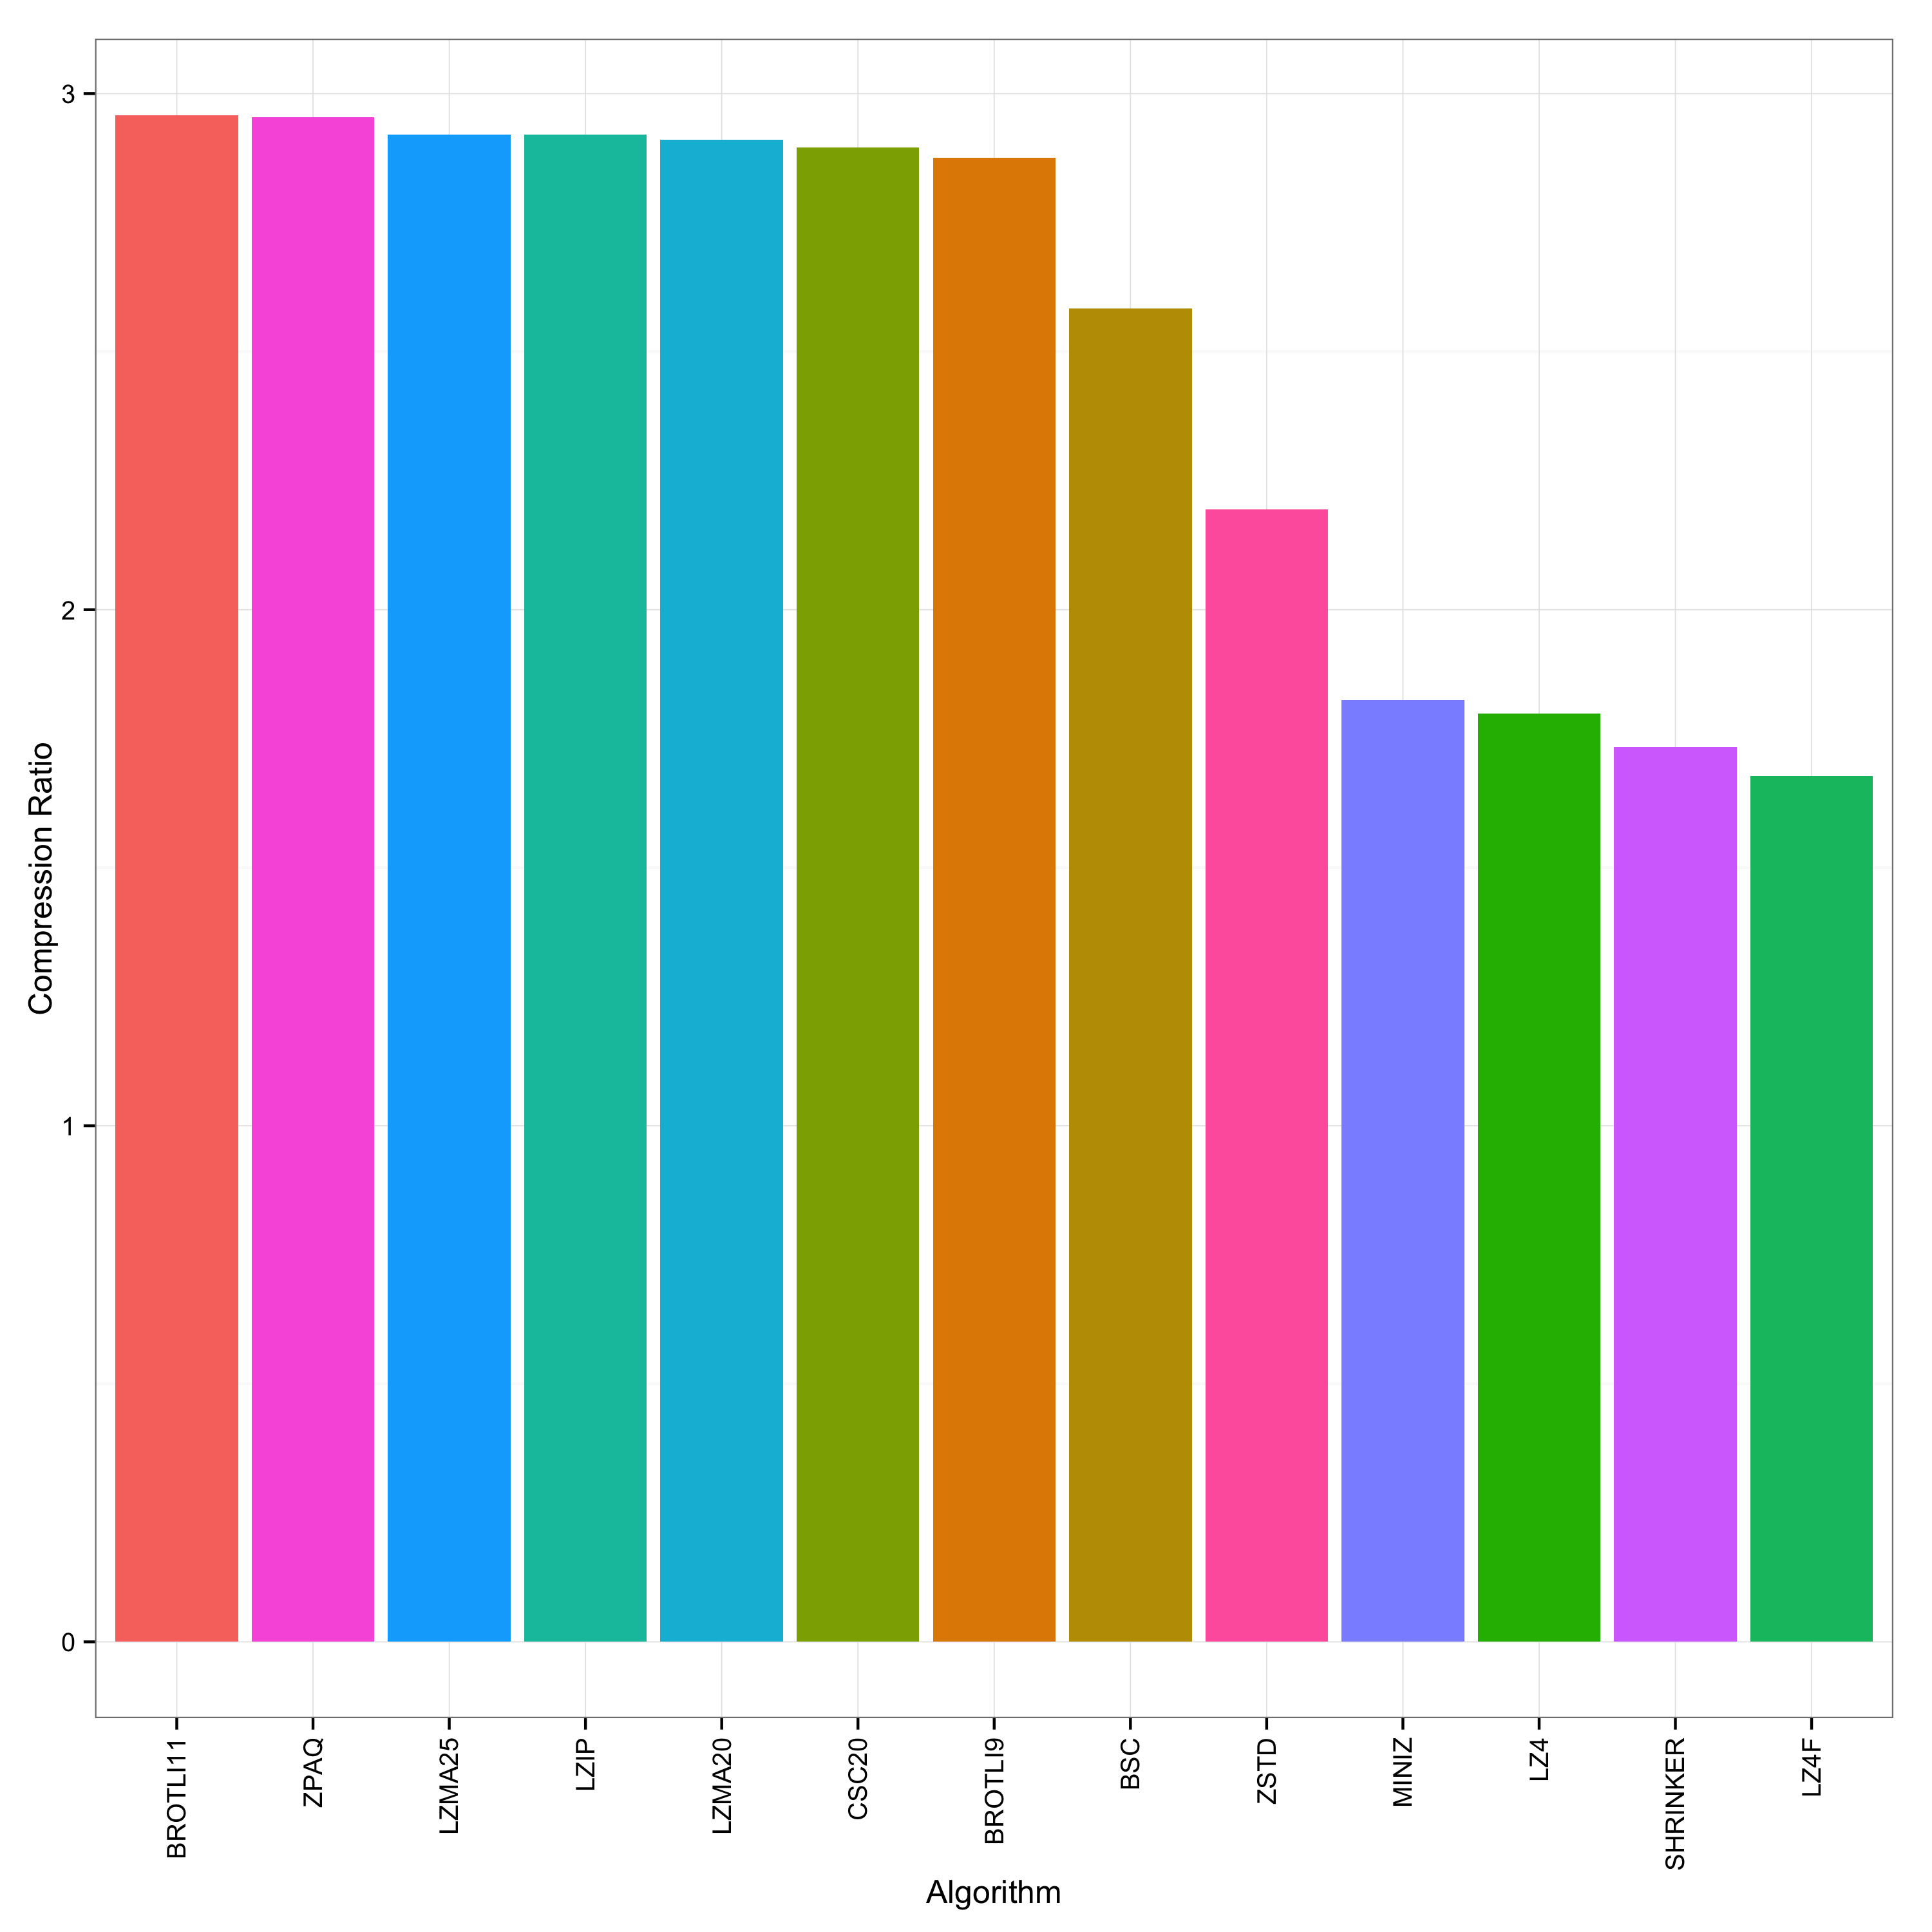 Compression Ratio
3
2
1
0
BROTLI11
ZPAQ
LZMA25
LZIP
LZMA20
CSC20
BROTLI9
BSC
ZSTD
MINIZ
LZ4
SHRINKER
LZ4F
Algorithm